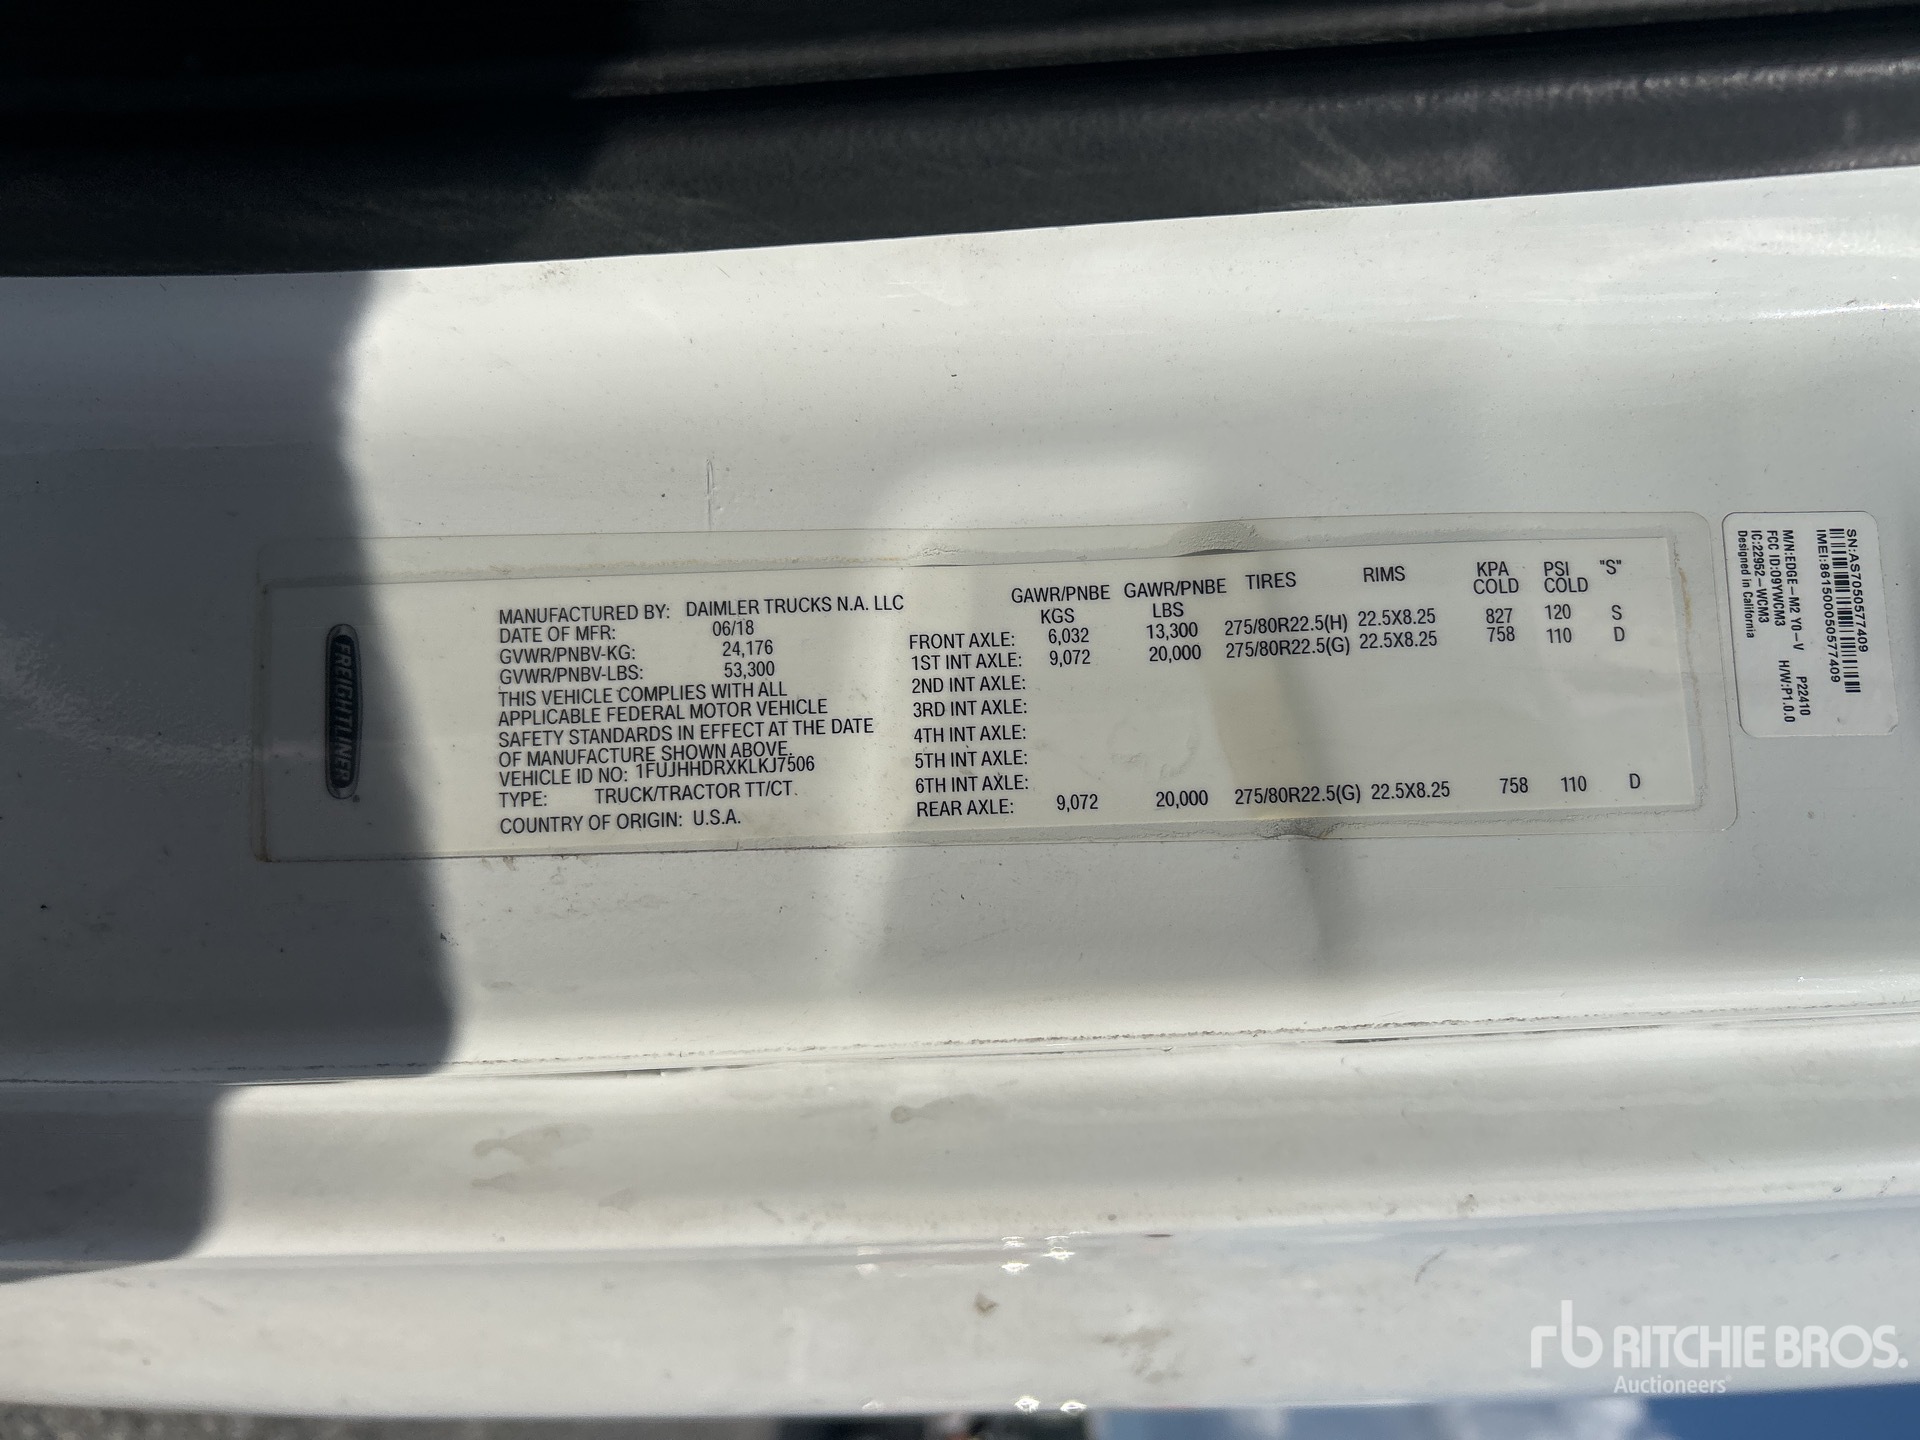 FREIGHTLINER
MANUFACTURED BY: DAIMLER TRUCKS N.A. LLC
DATE OF MFR: 06/18
GVWR/PNBV-KG: 24,176
GVWR/PNBV-LBS: 53,300
THIS VEHICLE COMPLIES WITH ALL
APPLICABLE FEDERAL MOTOR VEHICLE
SAFETY STANDARDS IN EFFECT AT THE DATE
OF MANUFACTURE SHOWN ABOVE.
VEHICLE ID NO: 1FUJHHDRXKLKJ7506
TYPE: TRUCK/TRACTOR TT/CT
COUNTRY OF ORIGIN: U.S.A.
GAWR/PNBE KGS GAWR/PNBE LBS TIRES RIMS KPA COLD PSI COLD "S"
FRONT AXLE: 6,032 13,300 275/80R22.5(H) 22.5X8.25 827 120 S
1ST INT AXLE: 9,072 20,000 275/80R22.5(G) 22.5X8.25 758 110 D
2ND INT AXLE:
3RD INT AXLE:
4TH INT AXLE:
5TH INT AXLE:
6TH INT AXLE:
REAR AXLE: 9,072 20,000 275/80R22.5(G) 22.5X8.25 758 110 D
SN:AS70505077409
IMEI:861500050577409
M/N:EDGE-M2 Y0-V P22410
FCC ID:09YWCM3 H/W:P1.0.0
IC:22952-WCM3
Designed in California
rb RITCHIE BROS.
Auctioneers